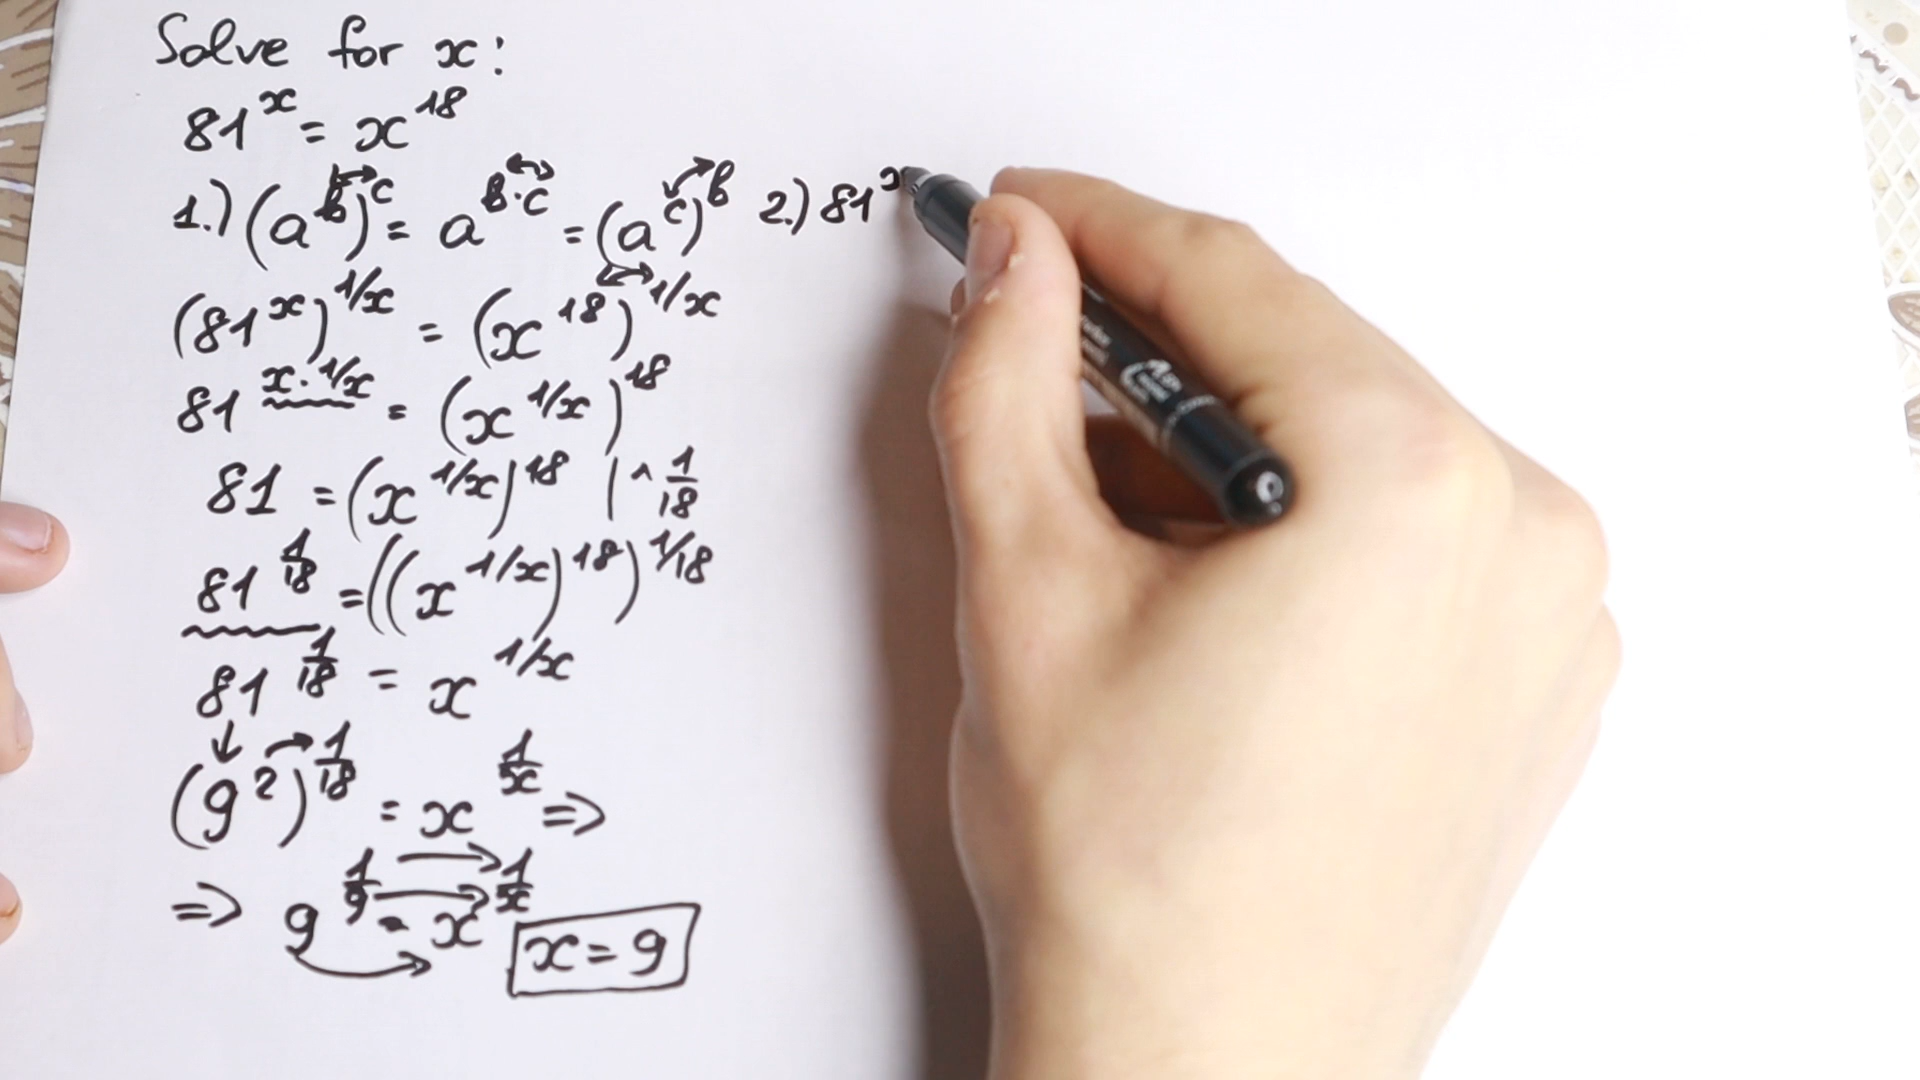 Solve for x:
81^x = x^18
1.) (a^b)^c = a^(b·c) = (a^c)^b
(81^x)^(1/x) = (x^18)^(1/x)
81^(x·1/x) = (x^(1/x))^18
81 = (x^(1/x))^18 | ^ 1/18
81^(1/18) = ((x^(1/x))^18)^(1/18)
81^(1/18) = x^(1/x)
(9^2)^(1/18) = x^(1/x) =>
=> 9^(1/9) = x^(1/x)
x = 9
2.) 81^x